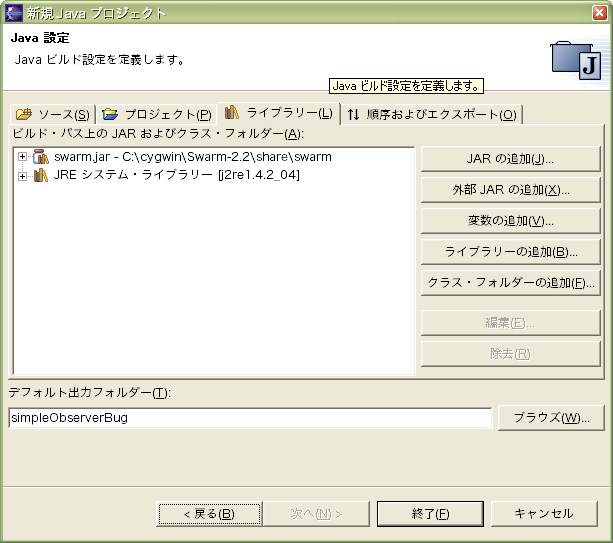 新規 Java プロジェクト
Java 設定
Java ビルド設定を定義します。
Java ビルド設定を定義します。
ソース(S) プロジェクト(P) ライブラリー(L) 順序およびエクスポート(O)
ビルド・パス上の JAR およびクラス・フォルダー(A):
swarm.jar - C:\cygwin\Swarm-2.2\share\swarm
JRE システム・ライブラリー [j2re1.4.2_04]
JAR の追加(J)...
外部 JAR の追加(X)...
変数の追加(V)...
ライブラリーの追加(B)...
クラス・フォルダーの追加(F)...
編集(E)...
除去(R)
デフォルト出力フォルダー(T):
simpleObserverBug
ブラウズ(W)...
< 戻る(B) 次へ(N) > 終了(F) キャンセル